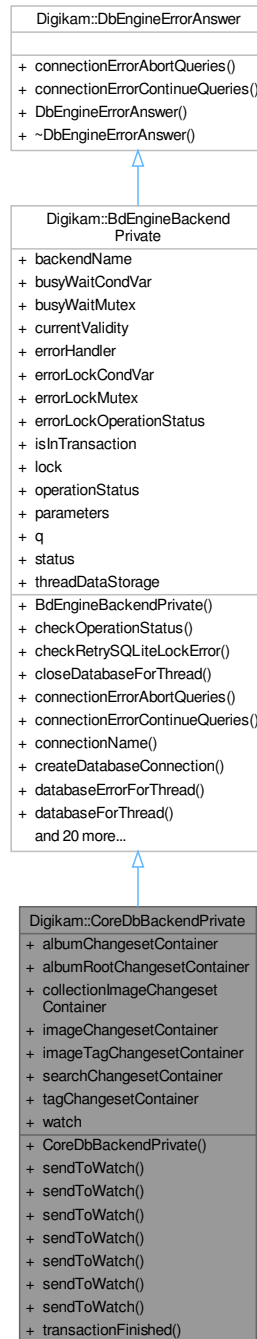 Digikam::DbEngineErrorAnswer
+ connectionErrorAbortQueries()
+ connectionErrorContinueQueries()
+ DbEngineErrorAnswer()
+ ~DbEngineErrorAnswer()
Digikam::BdEngineBackend
Private
+ backendName
+ busyWaitCondVar
+ busyWaitMutex
+ currentValidity
+ errorHandler
+ errorLockCondVar
+ errorLockMutex
+ errorLockOperationStatus
+ isInTransaction
+ lock
+ operationStatus
+ parameters
+ q
+ status
+ threadDataStorage
+ BdEngineBackendPrivate()
+ checkOperationStatus()
+ checkRetrySQLiteLockError()
+ closeDatabaseForThread()
+ connectionErrorAbortQueries()
+ connectionErrorContinueQueries()
+ connectionName()
+ createDatabaseConnection()
+ databaseErrorForThread()
+ databaseForThread()
and 20 more...
Digikam::CoreDbBackendPrivate
+ albumChangesetContainer
+ albumRootChangesetContainer
+ collectionImageChangeset
Container
+ imageChangesetContainer
+ imageTagChangesetContainer
+ searchChangesetContainer
+ tagChangesetContainer
+ watch
+ CoreDbBackendPrivate()
+ sendToWatch()
+ sendToWatch()
+ sendToWatch()
+ sendToWatch()
+ sendToWatch()
+ sendToWatch()
+ sendToWatch()
+ transactionFinished()